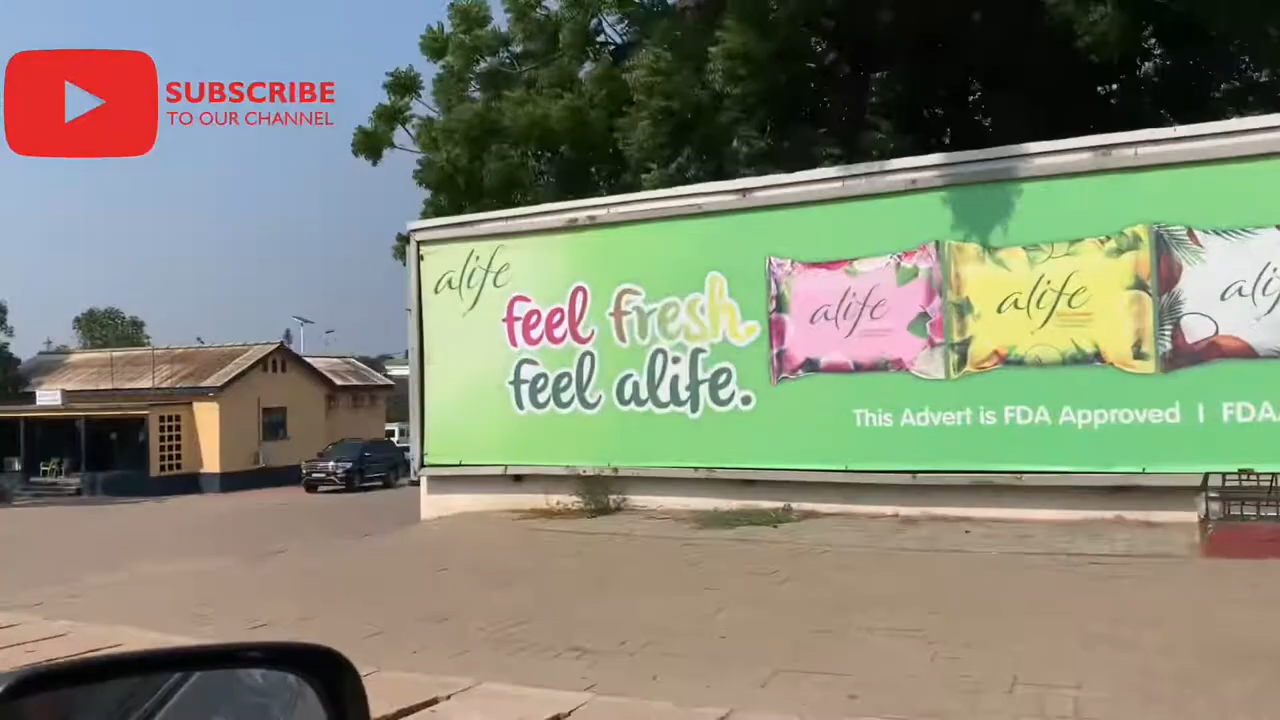 SUBSCRIBE
TO OUR CHANNEL
alife
feel fresh.
feel alife.
alife
alife
This Advert is FDA Approved | FDA